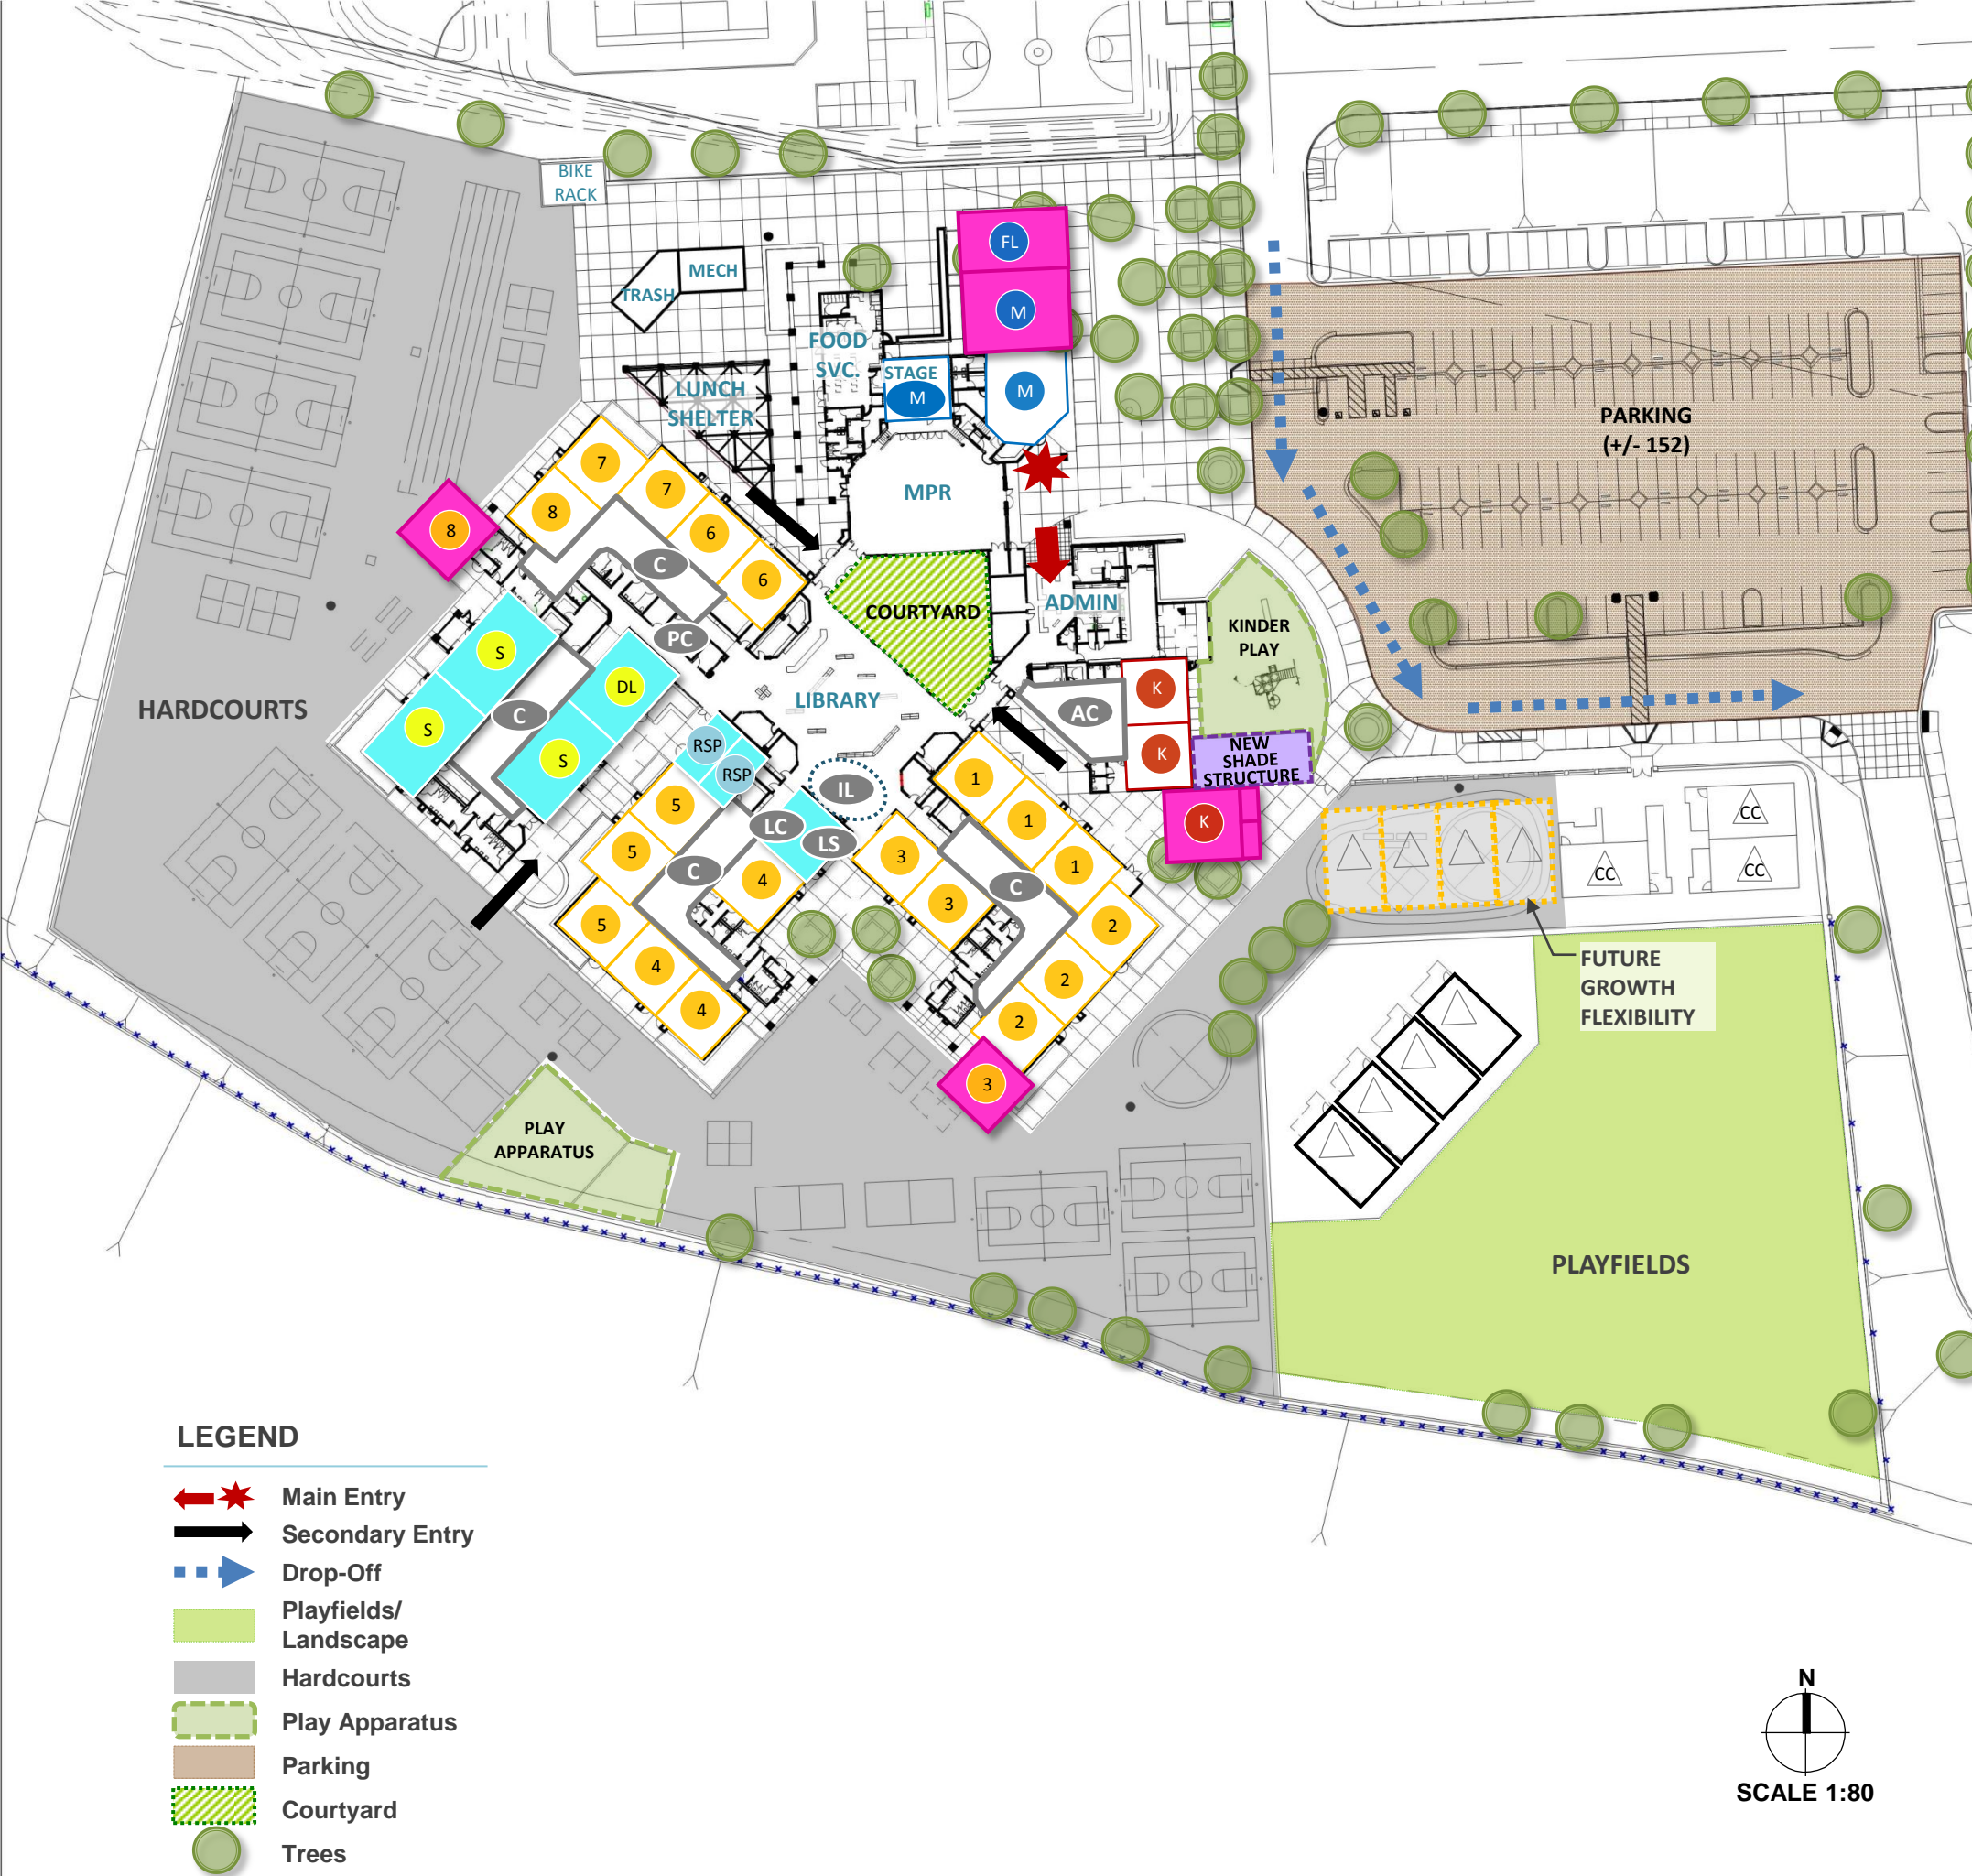 BIKE
RACK
MECH
TRASH
FL
M
FOOD
SVC.
STAGE
M
M
LUNCH
SHELTER
PARKING
(+/- 152)
MPR
7
7
8
8
6
6
C
COURTYARD
ADMIN
KINDER
PLAY
PC
S
DL
S
S
C
LIBRARY
HARDCOURTS
AC
K
K
K
NEW
SHADE
STRUCTURE
RSP
RSP
IL
LC
LS
5
5
5
C
4
4
4
1
1
1
3
3
C
2
2
2
3
CC
CC
CC
FUTURE
GROWTH
FLEXIBILITY
PLAY
APPARATUS
PLAYFIELDS
LEGEND
Main Entry
Secondary Entry
Drop-Off
Playfields/
Landscape
Hardcourts
Play Apparatus
Parking
Courtyard
Trees
N
SCALE 1:80